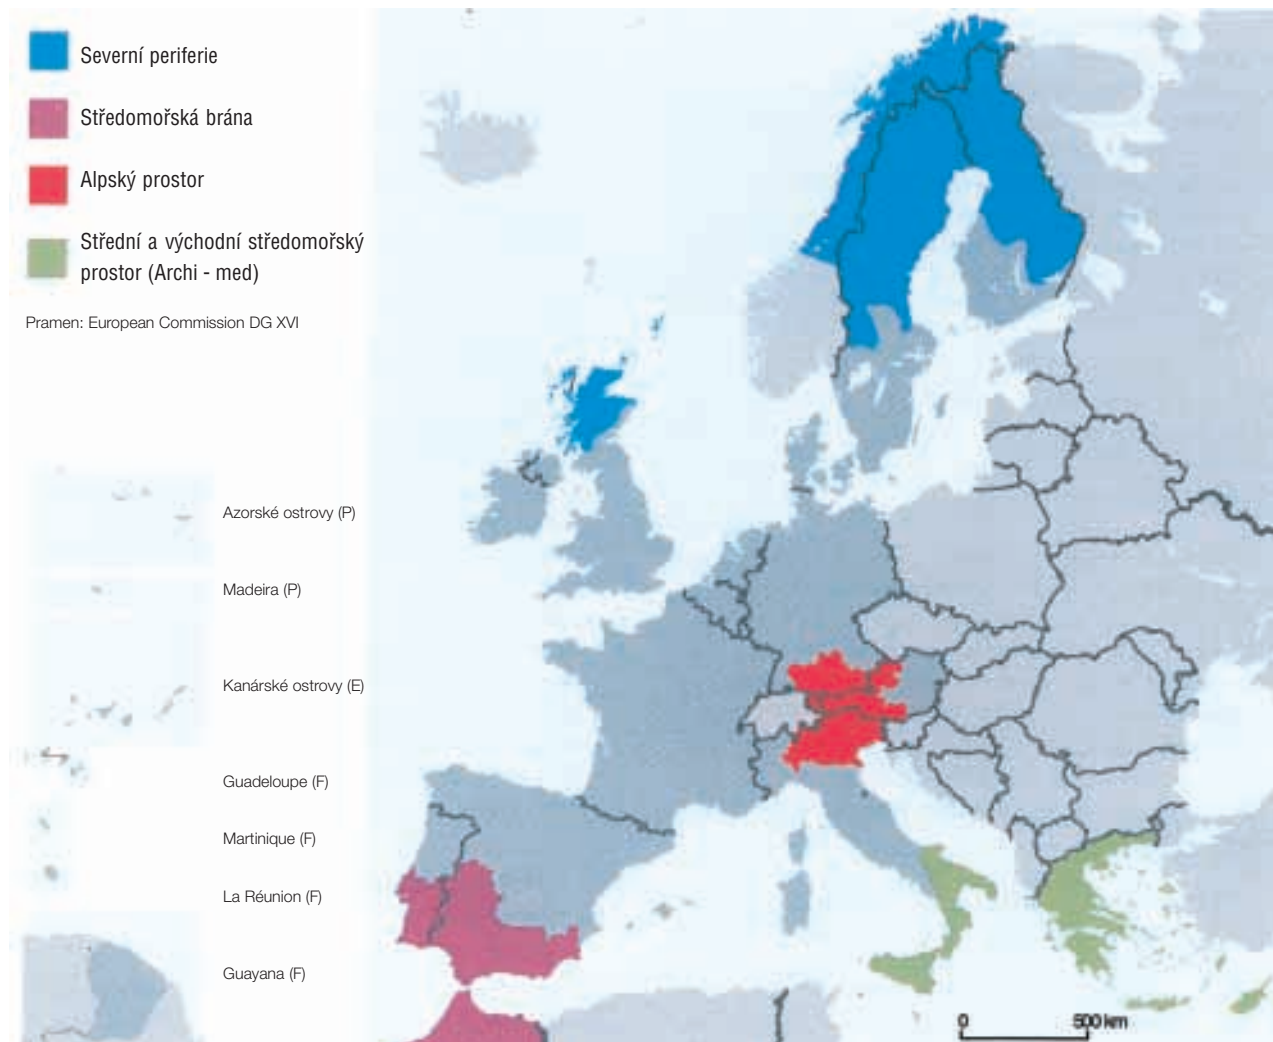 Severní periferie
Středomořská brána
Alpský prostor
Střední a východní středomořský
prostor (Archi - med)
Pramen: European Commission DG XVI
Azorské ostrovy (P)
Madeira (P)
Kanárské ostrovy (E)
Guadeloupe (F)
Martinique (F)
La Réunion (F)
Guayana (F)
0 500 km